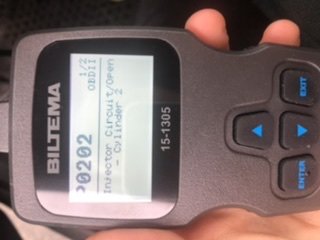 BILTEMA
P0202 1/2
OBDII
Injector Circuit/Open
- Cylinder 2
15-1305
EXIT
ENTER